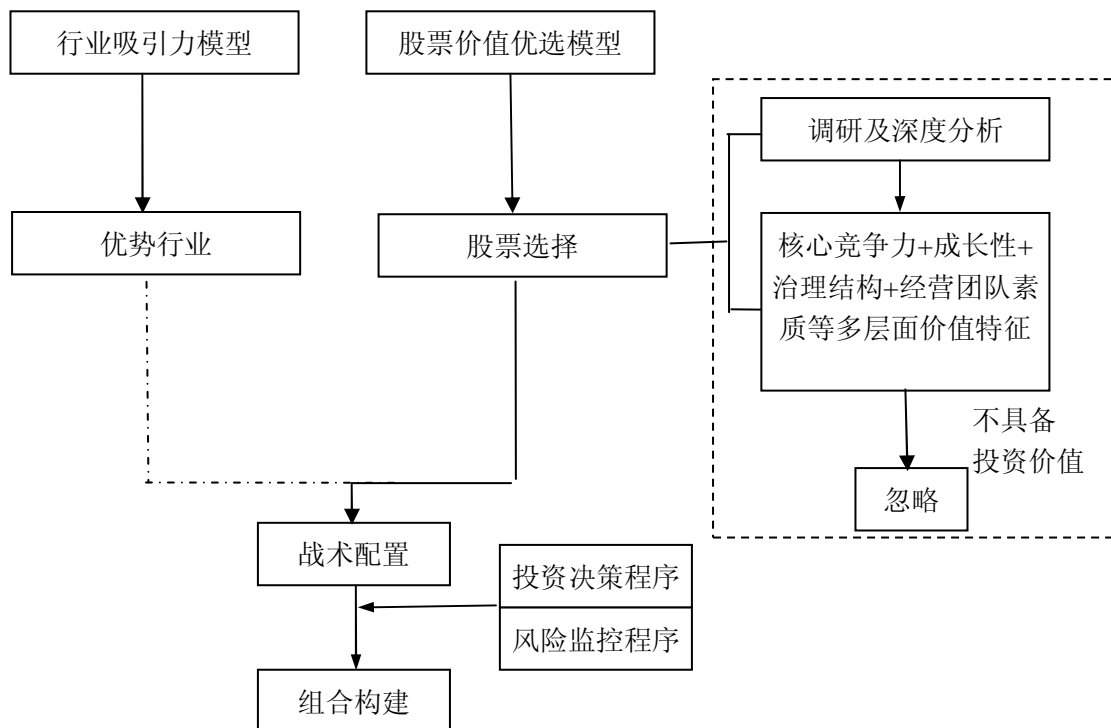 行业吸引力模型
股票价值优选模型
调研及深度分析
优势行业
股票选择
核心竞争力+成长性+
治理结构+经营团队素
质等多层面价值特征
不具备
投资价值
忽略
战术配置
投资决策程序
风险监控程序
组合构建